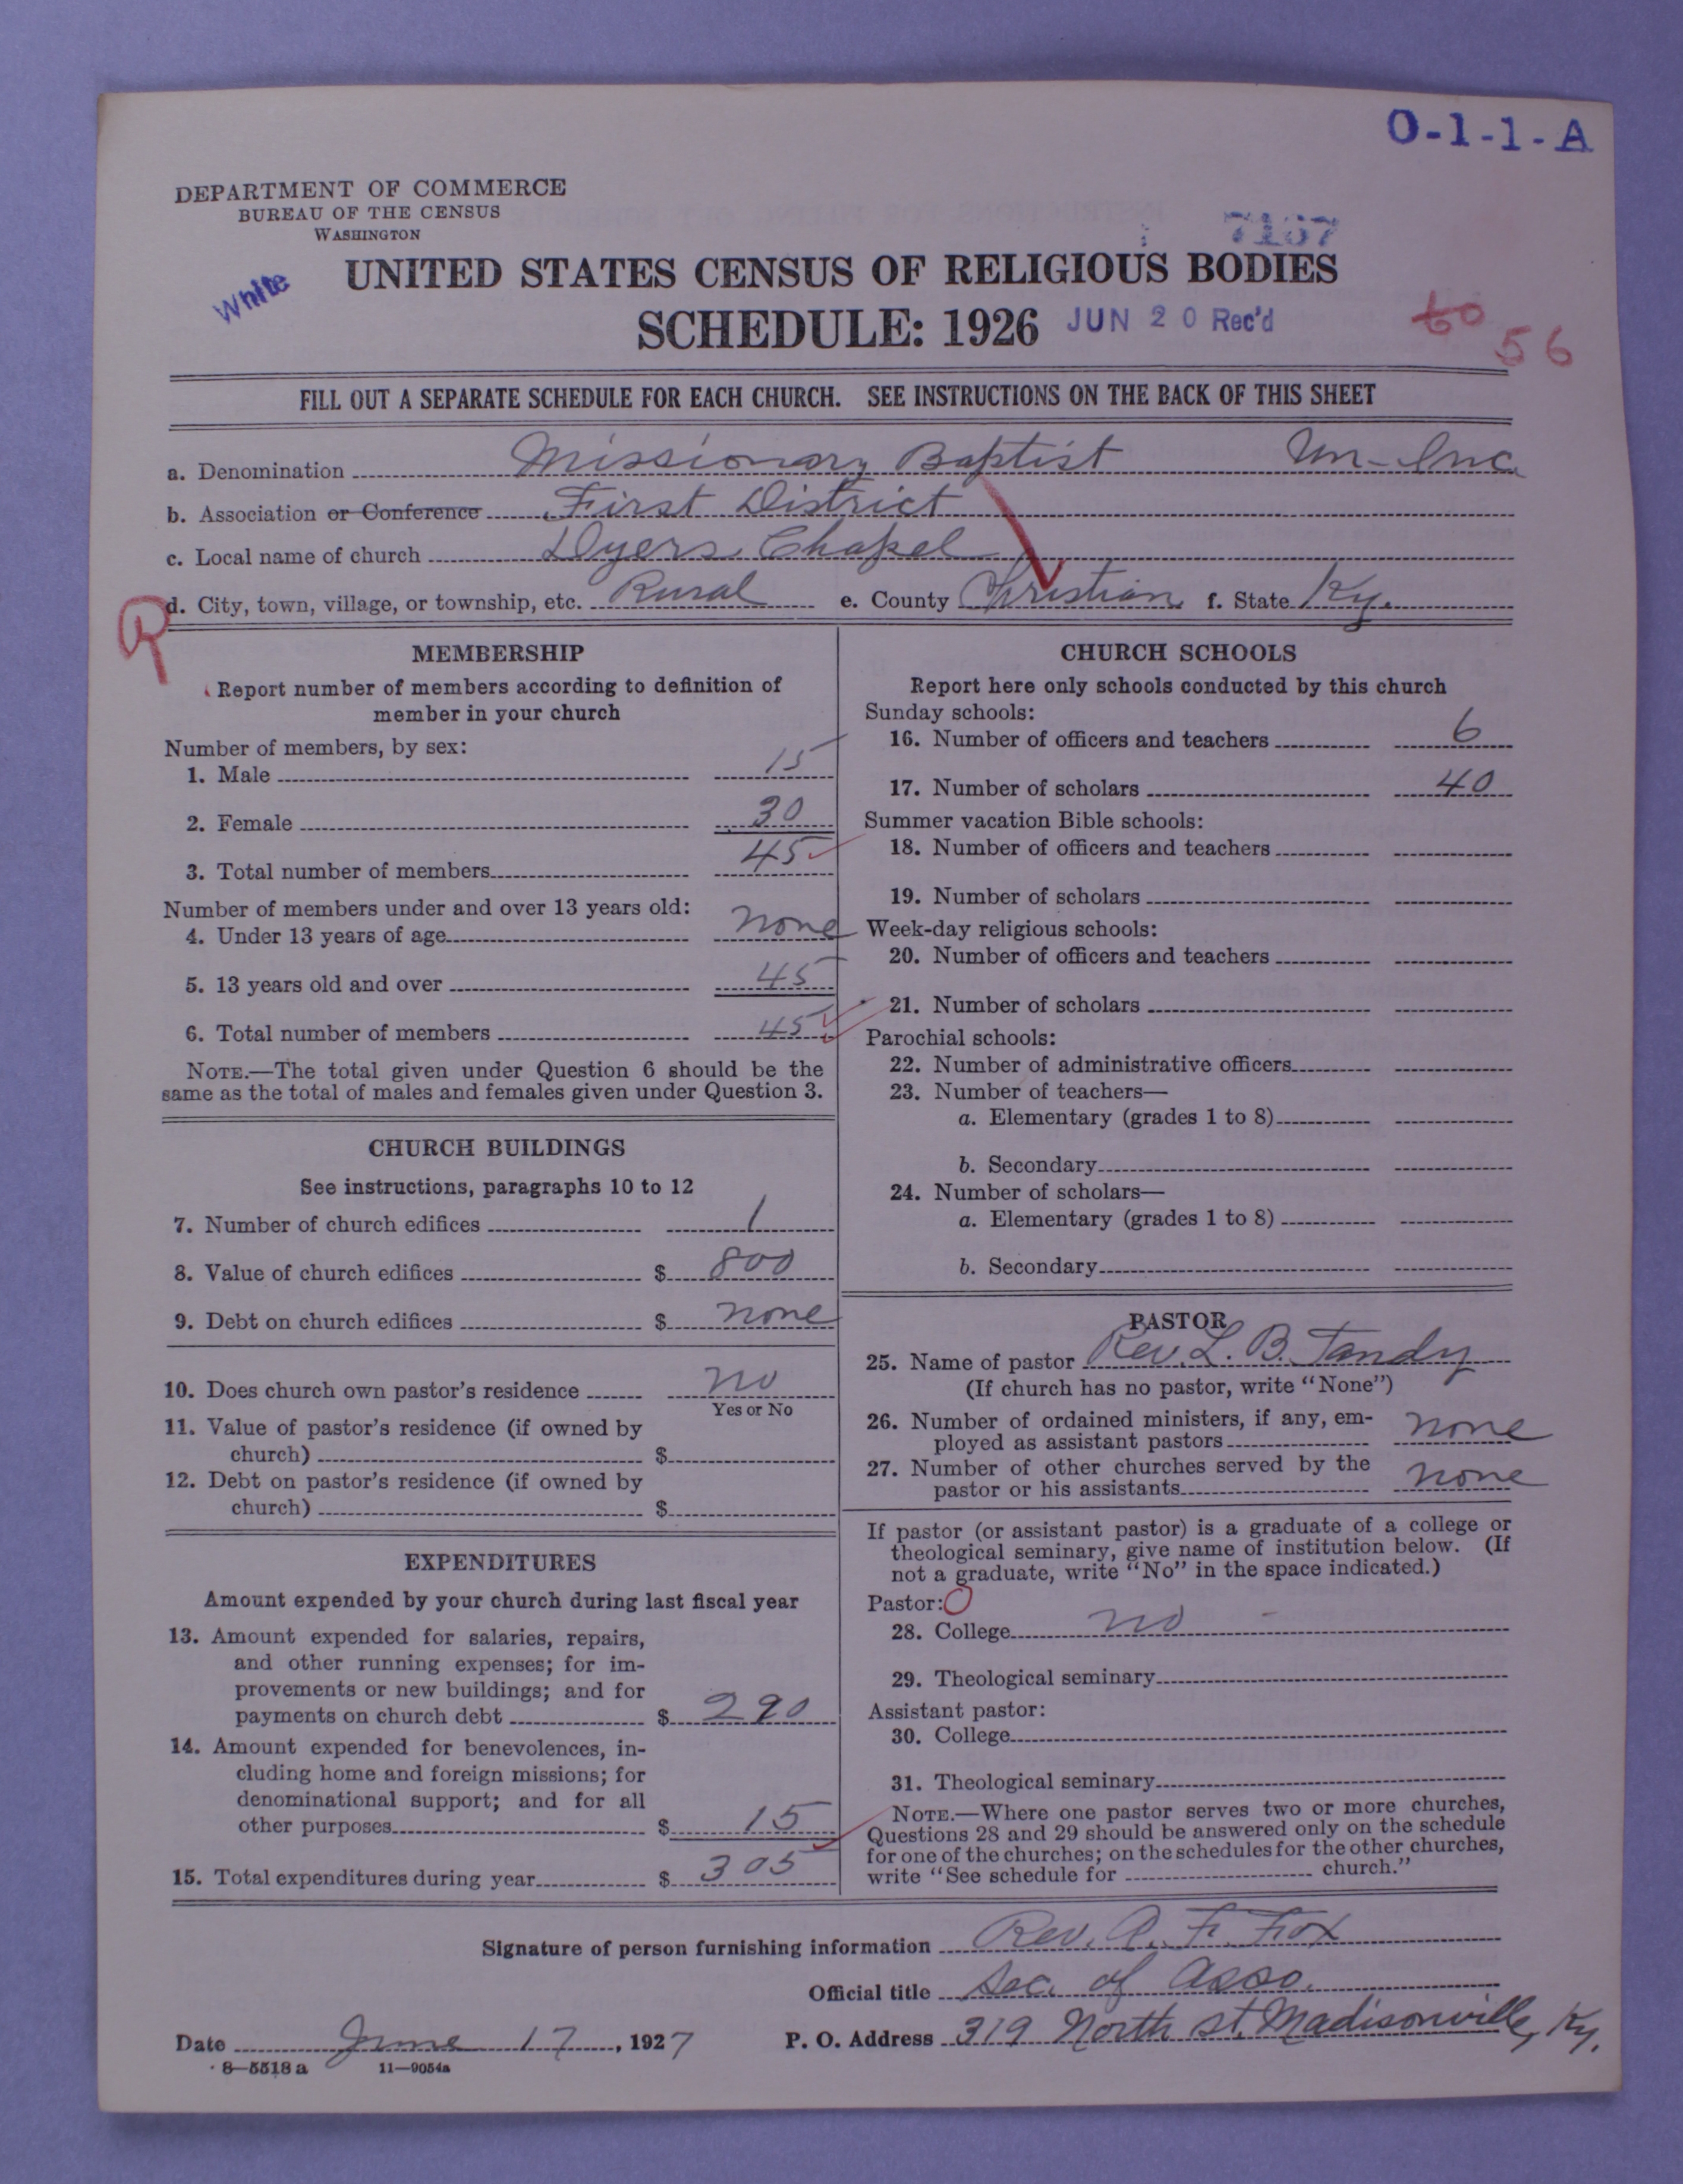 O-1-1-A
DEPARTMENT OF COMMERCE
BUREAU OF THE CENSUS
WASHINGTON
7167
White
UNITED STATES CENSUS OF RELIGIOUS BODIES
SCHEDULE: 1926
JUN 20 Rec'd
60
56
FILL OUT A SEPARATE SCHEDULE FOR EACH CHURCH. SEE INSTRUCTIONS ON THE BACK OF THIS SHEET
a. Denomination Missionary Baptist Un-Inc.
b. Association or Conference First District
c. Local name of church Dyers Chapel
d. City, town, village, or township, etc. Rural e. County Christian f. State Ky.
R
MEMBERSHIP
Report number of members according to definition of
member in your church
Number of members, by sex:
1. Male 15
2. Female 30
3. Total number of members 45
Number of members under and over 13 years old:
4. Under 13 years of age none
5. 13 years old and over 45
6. Total number of members 45
NOTE.—The total given under Question 6 should be the
same as the total of males and females given under Question 3.
CHURCH BUILDINGS
See instructions, paragraphs 10 to 12
7. Number of church edifices 1
8. Value of church edifices $ 800
9. Debt on church edifices $ none
10. Does church own pastor's residence no
Yes or No
11. Value of pastor's residence (if owned by
church) $
12. Debt on pastor's residence (if owned by
church) $
EXPENDITURES
Amount expended by your church during last fiscal year
13. Amount expended for salaries, repairs,
and other running expenses; for im-
provements or new buildings; and for
payments on church debt $ 290
14. Amount expended for benevolences, in-
cluding home and foreign missions; for
denominational support; and for all
other purposes $ 15
15. Total expenditures during year $ 305
CHURCH SCHOOLS
Report here only schools conducted by this church
Sunday schools:
16. Number of officers and teachers 6
17. Number of scholars 40
Summer vacation Bible schools:
18. Number of officers and teachers
19. Number of scholars
Week-day religious schools:
20. Number of officers and teachers
21. Number of scholars
Parochial schools:
22. Number of administrative officers
23. Number of teachers—
a. Elementary (grades 1 to 8)
b. Secondary
24. Number of scholars—
a. Elementary (grades 1 to 8)
b. Secondary
PASTOR
25. Name of pastor Rev. L. B. Tandy
(If church has no pastor, write "None")
26. Number of ordained ministers, if any, em-
ployed as assistant pastors none
27. Number of other churches served by the
pastor or his assistants none
If pastor (or assistant pastor) is a graduate of a college or
theological seminary, give name of institution below. (If
not a graduate, write "No" in the space indicated.)
Pastor: O
28. College no -
29. Theological seminary
Assistant pastor:
30. College
31. Theological seminary
NOTE.—Where one pastor serves two or more churches,
Questions 28 and 29 should be answered only on the schedule
for one of the churches; on the schedules for the other churches,
write "See schedule for church."
Signature of person furnishing information Rev. A. F. Fox
Official title Sec. of Asso.
Date June 17, 1927 P. O. Address 319 North st. Madisonville, Ky.
8—5518 a 11—9054a